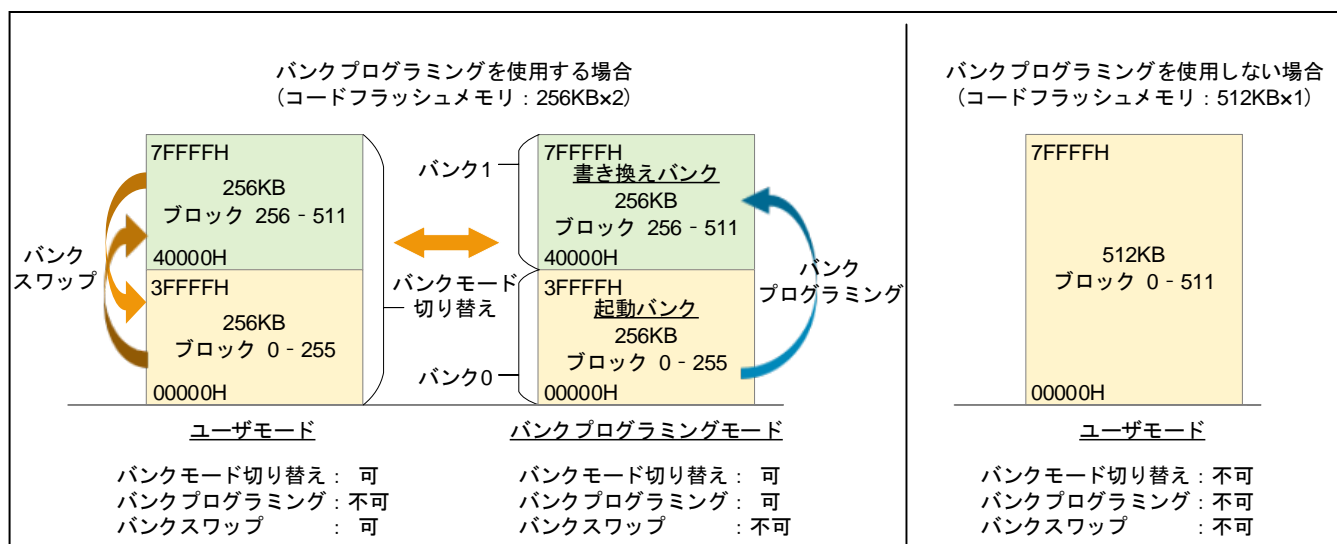 バンクプログラミングを使用する場合
(コードフラッシュメモリ:256KB×2)
7FFFFH
256KB
ブロック 256 - 511
40000H
3FFFFH
256KB
ブロック 0 - 255
00000H
バンク
スワップ
ユーザモード
バンクモード切り替え: 可
バンクプログラミング:不可
バンクスワップ : 可
バンクモード
切り替え
バンク1
バンク0
7FFFFH
書き換えバンク
256KB
ブロック 256 - 511
40000H
3FFFFH
起動バンク
256KB
ブロック 0 - 255
00000H
バンク
プログラミング
バンクプログラミングモード
バンクモード切り替え: 可
バンクプログラミング: 可
バンクスワップ :不可
バンクプログラミングを使用しない場合
(コードフラッシュメモリ:512KB×1)
7FFFFH
512KB
ブロック 0 - 511
00000H
ユーザモード
バンクモード切り替え:不可
バンクプログラミング:不可
バンクスワップ :不可